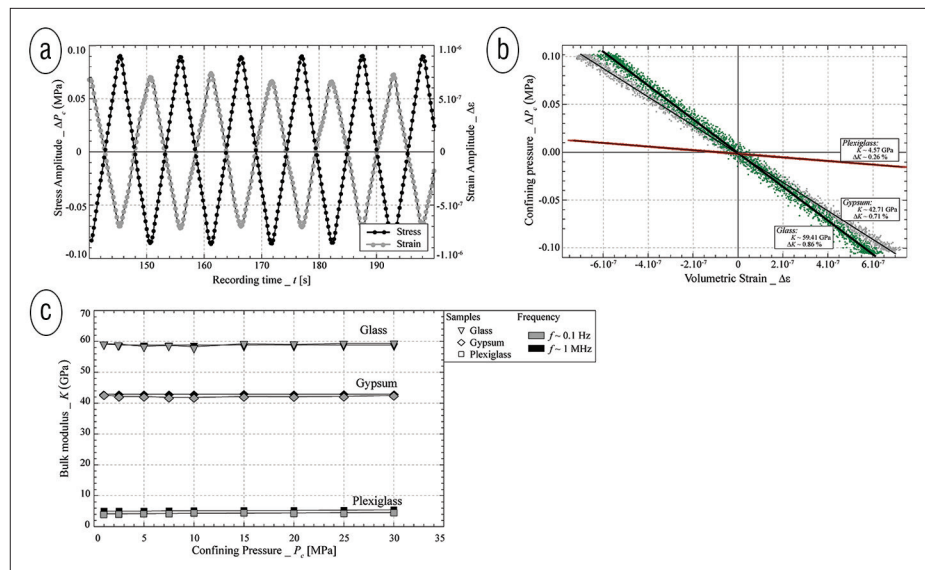 a
Stress Amplitude _ ΔPc (MPa)
0.10
0.05
0
-0.05
-0.10
150 160 170 180 190
Recording time _ t [s]
Stress
Strain
1.10⁻⁶
5.10⁻⁷
0
-5.10⁻⁷
-1.10⁻⁶
Strain Amplitude _ Δε
b
Confining pressure _ ΔPc (MPa)
0.10
0.05
0.00
-0.05
-0.10
-6.10⁻⁷ -4.10⁻⁷ -2.10⁻⁷ 0 2.10⁻⁷ 4.10⁻⁷ 6.10⁻⁷
Volumetric Strain _ Δε
Plexiglass:
K ~ 4.57 GPa
ΔK ~ 0.26 %
Gypsum:
K ~ 42.71 GPa
ΔK ~ 0.71 %
Glass:
K ~ 59.41 GPa
ΔK ~ 0.86 %
c
Bulk modulus _ K (GPa)
70
60
50
40
30
20
10
0
0 5 10 15 20 25 30 35
Confining Pressure _ Pc [MPa]
Glass
Gypsum
Plexiglass
Samples
Glass
Gypsum
Plexiglass
Frequency
f ~ 0.1 Hz
f ~ 1 MHz